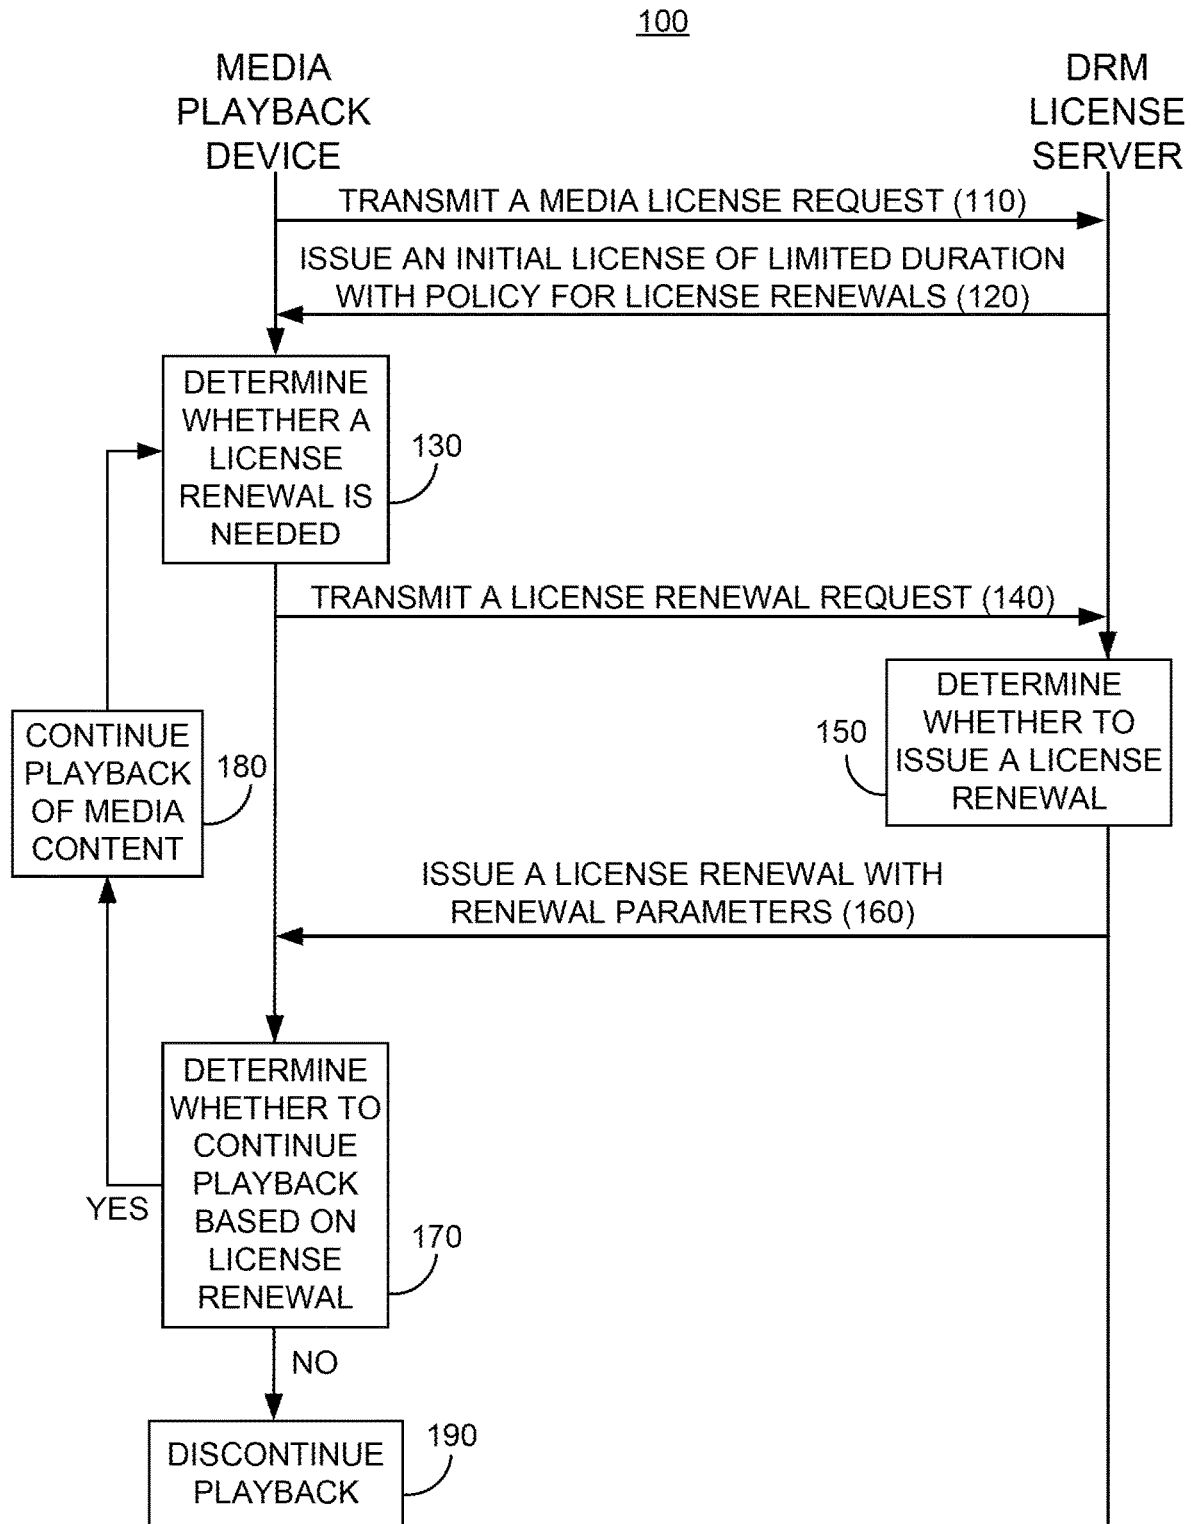 100
MEDIA
PLAYBACK
DEVICE
DRM
LICENSE
SERVER
TRANSMIT A MEDIA LICENSE REQUEST (110)
ISSUE AN INITIAL LICENSE OF LIMITED DURATION
WITH POLICY FOR LICENSE RENEWALS (120)
DETERMINE
WHETHER A
LICENSE
RENEWAL IS
NEEDED
130
TRANSMIT A LICENSE RENEWAL REQUEST (140)
DETERMINE
WHETHER TO
ISSUE A LICENSE
RENEWAL
150
CONTINUE
PLAYBACK
OF MEDIA
CONTENT
180
ISSUE A LICENSE RENEWAL WITH
RENEWAL PARAMETERS (160)
DETERMINE
WHETHER TO
CONTINUE
PLAYBACK
BASED ON
LICENSE
RENEWAL
YES
170
NO
DISCONTINUE
PLAYBACK
190